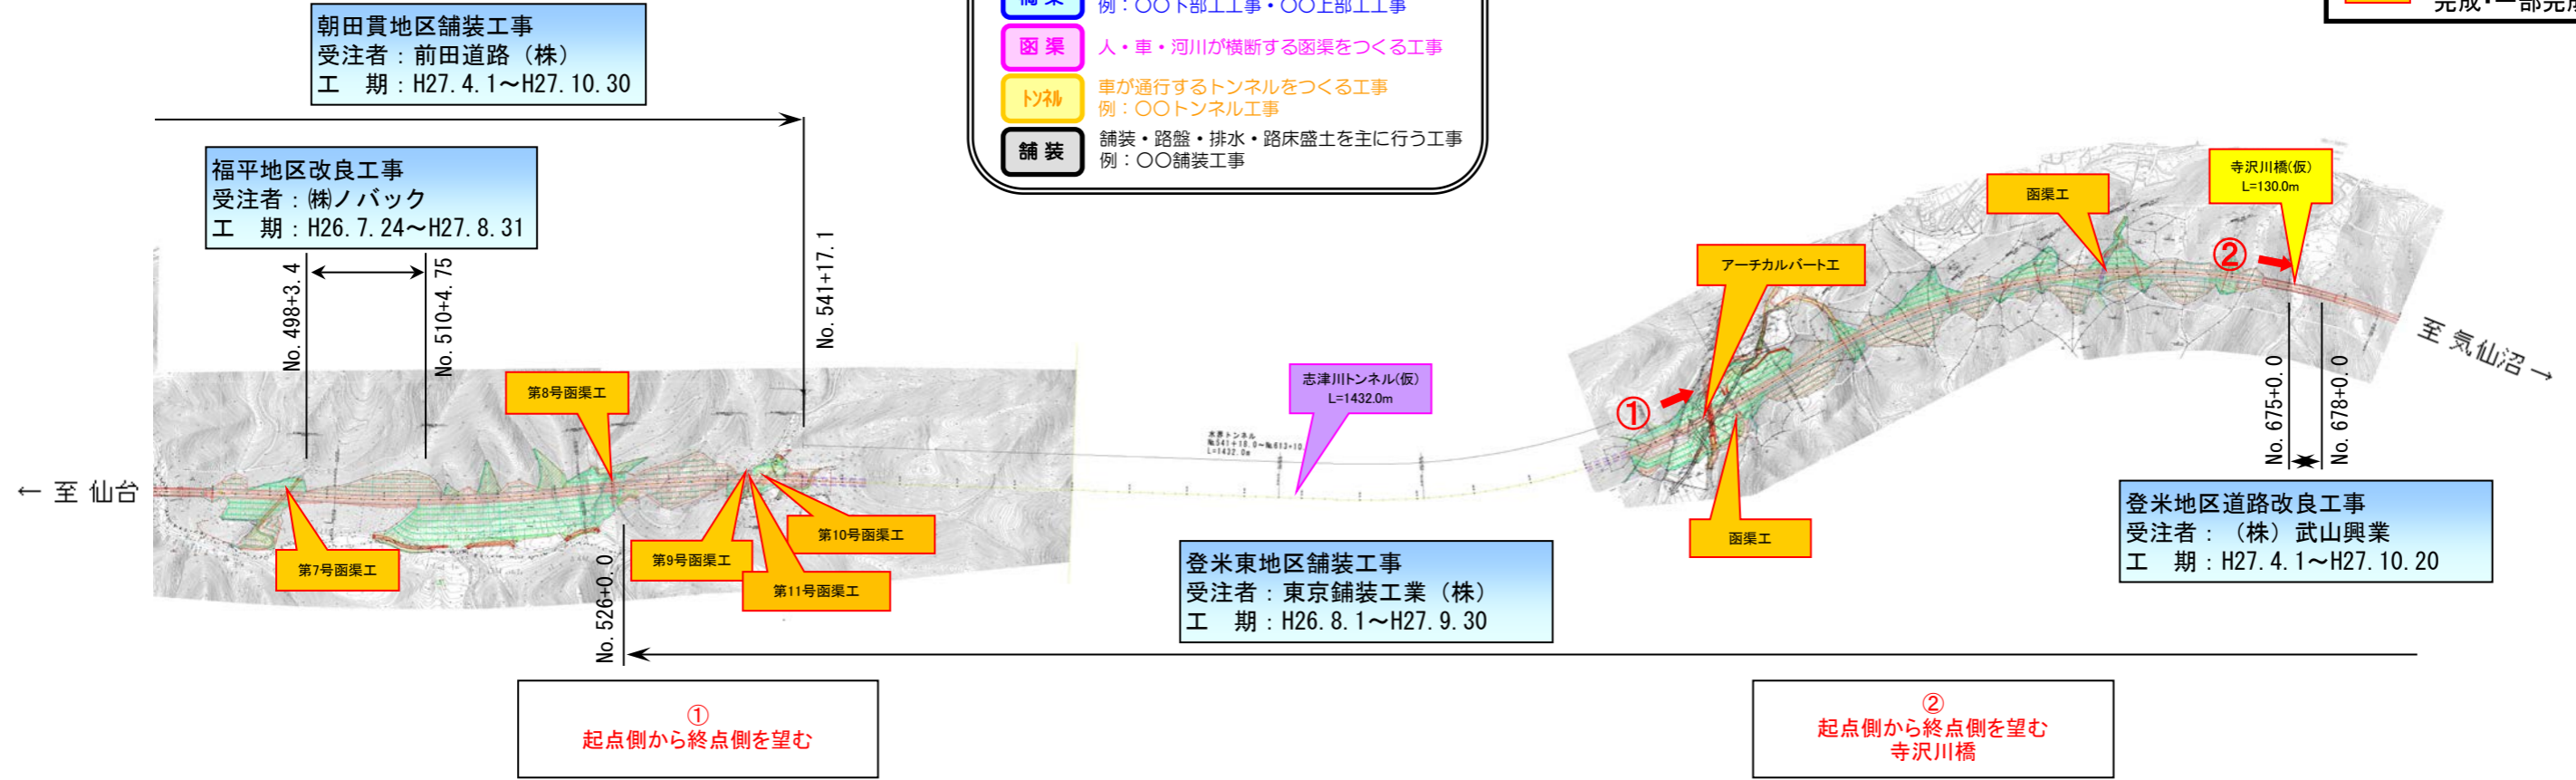 朝田貫地区舗装工事
受注者：前田道路（株）
工　期：H27.4.1～H27.10.30
例：〇〇下部工工事・〇〇上部工工事
函 渠
人・車・河川が横断する函渠をつくる工事
トンネル
車が通行するトンネルをつくる工事
例：〇〇トンネル工事
舗 装
舗装・路盤・排水・路床盛土を主に行う工事
例：〇〇舗装工事
福平地区改良工事
受注者：㈱ノバック
工　期：H26.7.24～H27.8.31
No.498+3.4
No.510+4.75
No.541+17.1
寺沢川橋(仮)
L=130.0m
函渠工
アーチカルバート工
②
①
至 気仙沼 →
第8号函渠工
志津川トンネル(仮)
L=1432.0m
L=1432.0m
No.675+0.0
No.678+0.0
← 至 仙台
第7号函渠工
第9号函渠工
第10号函渠工
第11号函渠工
函渠工
No.526+0.0
登米東地区舗装工事
受注者：東京鋪装工業（株）
工　期：H26.8.1～H27.9.30
登米地区道路改良工事
受注者：（株）武山興業
工　期：H27.4.1～H27.10.20
①
起点側から終点側を望む
②
起点側から終点側を望む
寺沢川橋